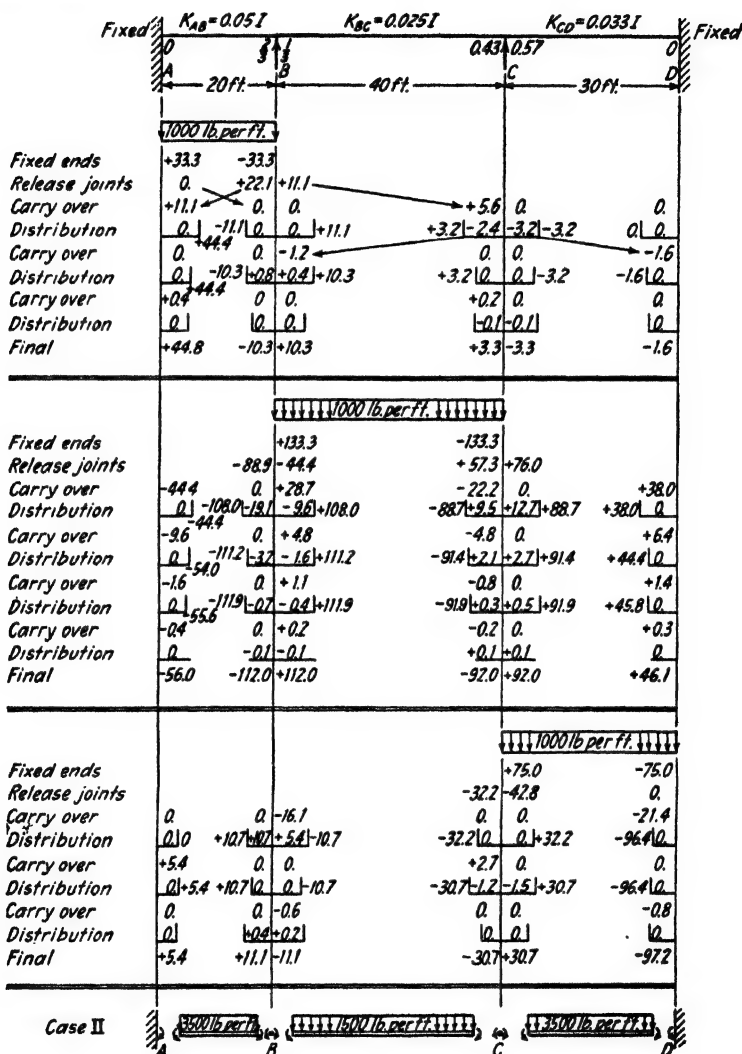 K_AB=0.05I K_BC=0.025I K_CD=0.033I
Fixed Fixed
0 2/3 1/3 0.43 0.57 0
A B C D
20ft. 40ft. 30ft.
1000 lb. per ft.
Fixed ends +33.3 -33.3
Release joints 0. +22.1 +11.1
Carry over +11.1 0. 0. +5.6 0. 0.
Distribution 0. +44.4 -11.1 0. 0. +11.1 +3.2 -2.4 -3.2 -3.2 0. 0.
Carry over 0. 0. -1.2 0. 0. -1.6
Distribution 0. +44.4 -10.3 +0.8 +0.4 +10.3 +3.2 0. 0. -3.2 -1.6 0.
Carry over +0.4 0 0. +0.2 0. 0.
Distribution 0. 0. 0. -0.1 -0.1 0.
Final +44.8 -10.3 +10.3 +3.3 -3.3 -1.6
1000 lb. per ft.
Fixed ends +133.3 -133.3
Release joints -88.9 -44.4 +57.3 +76.0
Carry over -44.4 0. +28.7 -22.2 0. +38.0
Distribution 0. -44.4 -108.0 -19.1 -9.6 +108.0 -88.7 +9.5 +12.7 +88.7 +38.0 0.
Carry over -9.6 0. +4.8 -4.8 0. +6.4
Distribution 0. -54.0 -111.2 -3.7 -1.6 +111.2 -91.4 +2.1 +2.7 +91.4 +44.4 0.
Carry over -1.6 0. +1.1 -0.8 0. +1.4
Distribution 0. -55.6 -111.9 -0.7 -0.4 +111.9 -91.9 +0.3 +0.5 +91.9 +45.8 0.
Carry over -0.4 0. +0.2 -0.2 0. +0.3
Distribution 0. -0.1 -0.1 +0.1 +0.1 0.
Final -56.0 -112.0 +112.0 -92.0 +92.0 +46.1
1000 lb per ft.
Fixed ends +75.0 -75.0
Release joints -32.2 -42.8 0.
Carry over 0. 0. -16.1 0. 0. -21.4
Distribution 0. 0 +10.7 +10.7 +5.4 -10.7 -32.2 0. 0. +32.2 -96.4 0.
Carry over +5.4 0. 0. +2.7 0. 0.
Distribution 0 +5.4 +10.7 0. 0. -10.7 -30.7 -1.2 -1.5 +30.7 -96.4 0.
Carry over 0. 0. -0.6 0. 0. -0.8
Distribution 0. +0.4 +0.2 0. 0. 0.
Final +5.4 +11.1 -11.1 -30.7 +30.7 -97.2
Case II 3500 lb. per ft. 1500 lb. per ft. 3500 lb. per ft.
A B C D